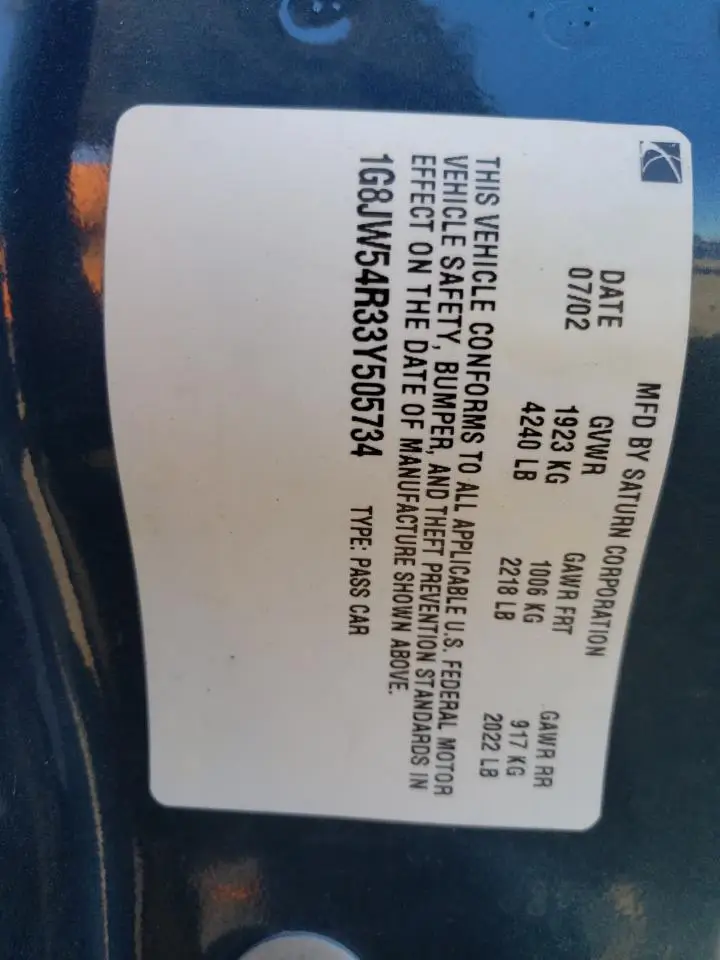 MFD BY SATURN CORPORATION
DATE GVWR GAWR FRT GAWR RR
07/02 1923 KG 1006 KG 917 KG
4240 LB 2218 LB 2022 LB
THIS VEHICLE CONFORMS TO ALL APPLICABLE U.S. FEDERAL MOTOR
VEHICLE SAFETY, BUMPER, AND THEFT PREVENTION STANDARDS IN
EFFECT ON THE DATE OF MANUFACTURE SHOWN ABOVE.
1G8JW54R33Y505734 TYPE: PASS CAR